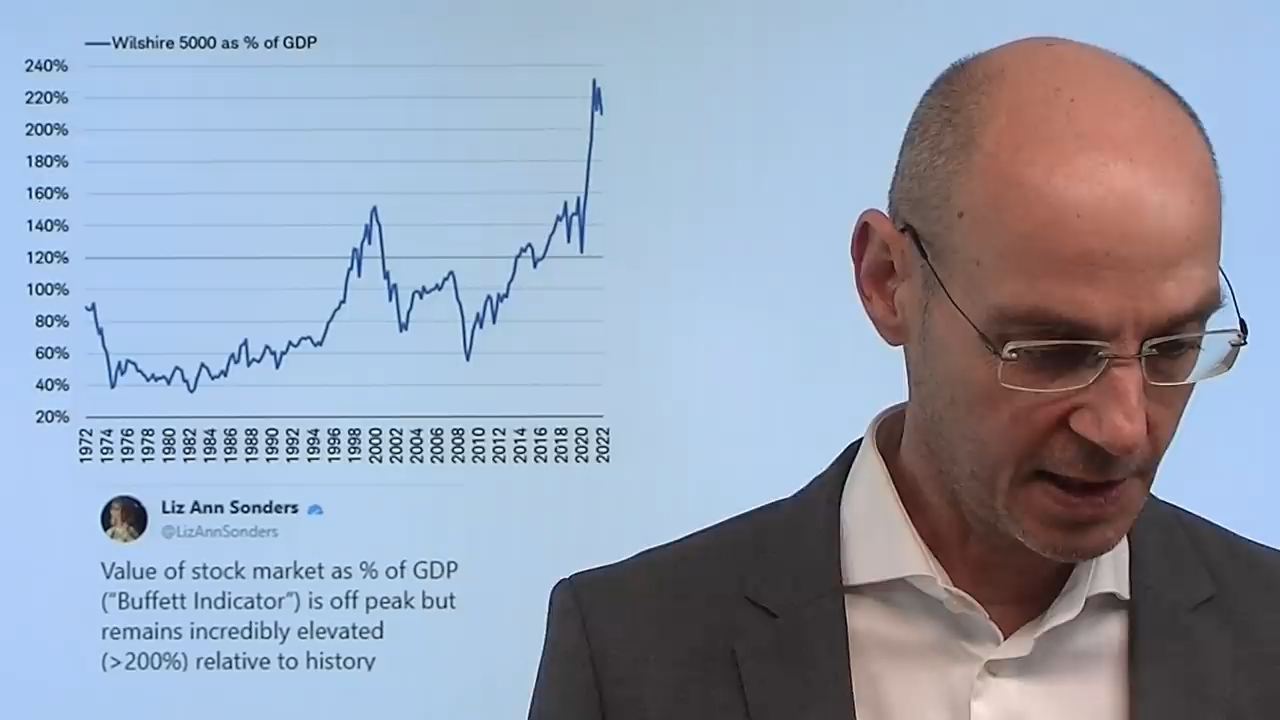 Wilshire 5000 as % of GDP
240%
220%
200%
180%
160%
140%
120%
100%
80%
60%
40%
20%
1972 1974 1976 1978 1980 1982 1984 1986 1988 1990 1992 1994 1996 1998 2000 2002 2004 2006 2008 2010 2012 2014 2016 2018 2020 2022
Liz Ann Sonders
@LizAnnSonders
Value of stock market as % of GDP
("Buffett Indicator") is off peak but
remains incredibly elevated
(>200%) relative to history